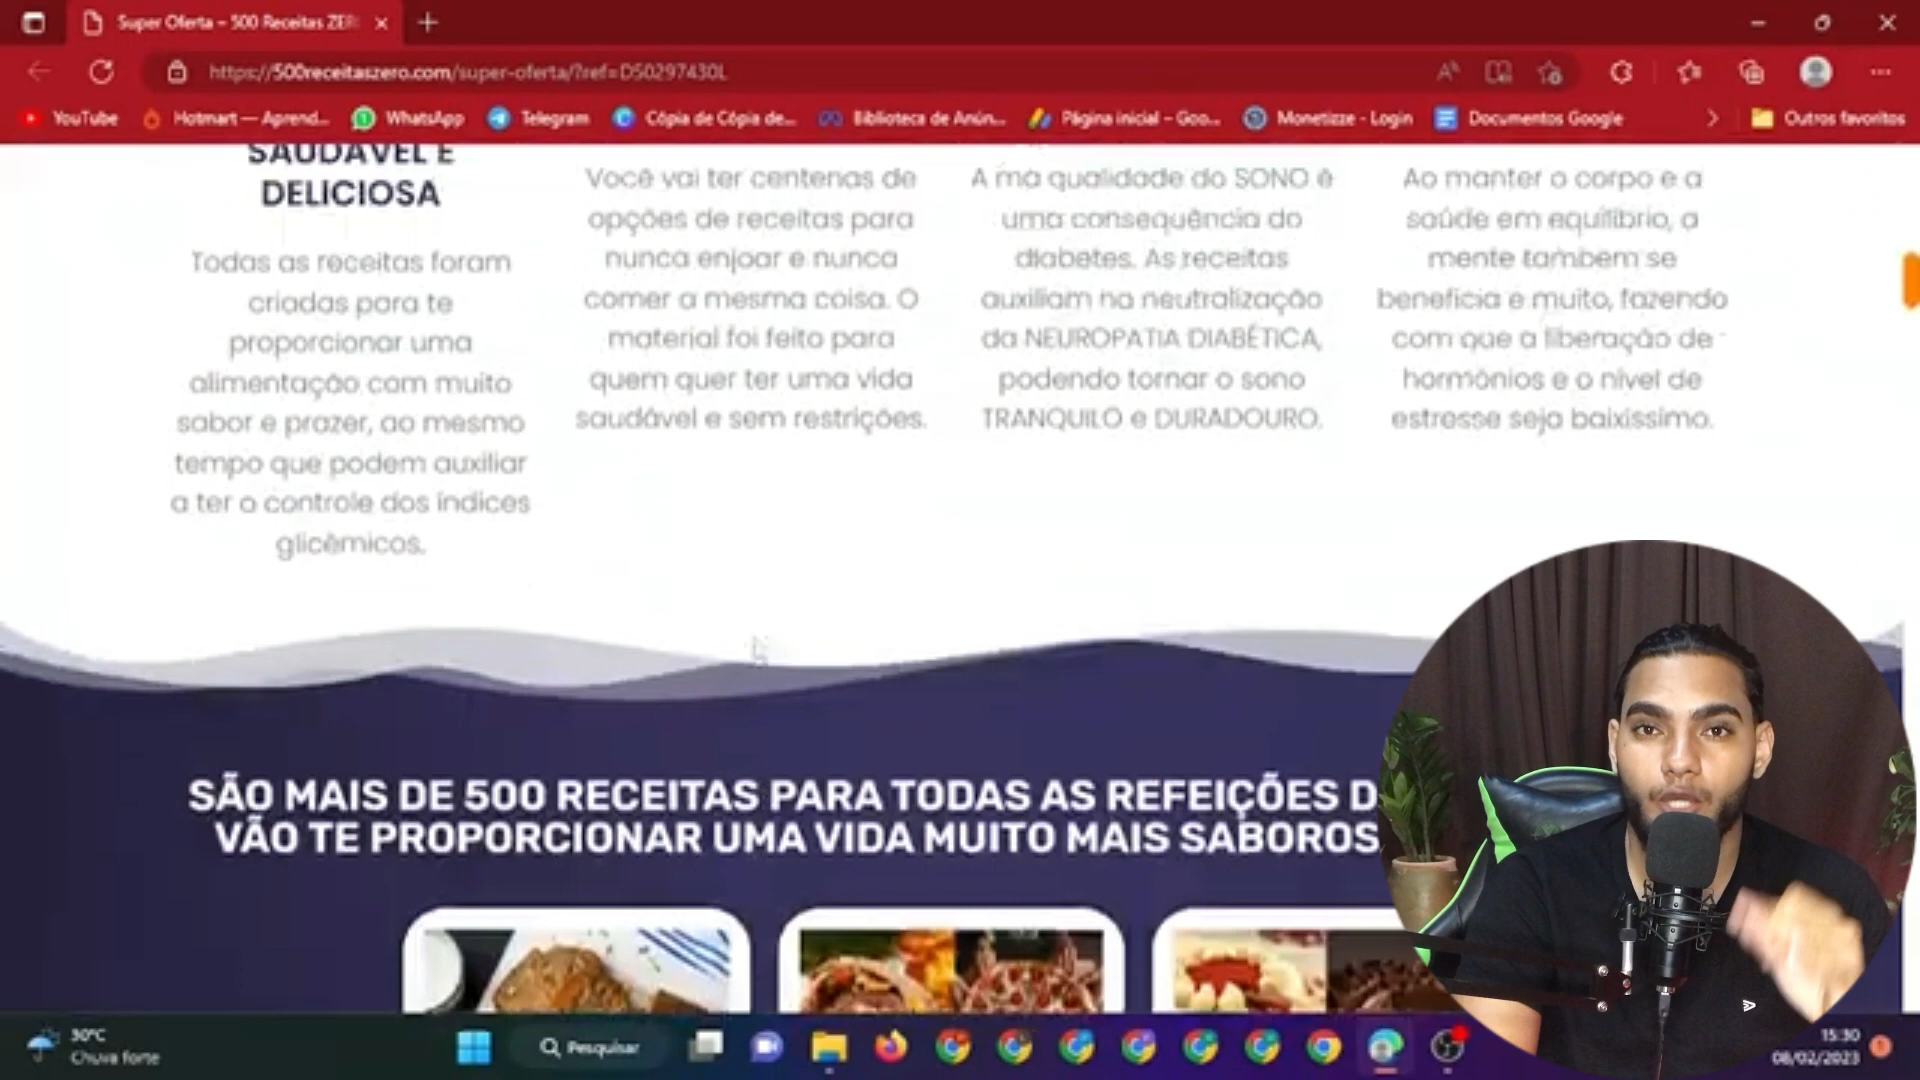 Super Oferta – 500 Receitas ZER
https://500receitaszero.com/super-oferta/?ref=D50297430L
YouTube
Hotmart — Aprend...
WhatsApp
Telegram
Cópia de Cópia de...
Biblioteca de Anún...
Página inicial – Goo...
Monetizze - Login
Documentos Google
Outros favoritos
SAUDÁVEL E
DELICIOSA
Todas as receitas foram
criadas para te
proporcionar uma
alimentação com muito
sabor e prazer, ao mesmo
tempo que podem auxiliar
a ter o controle dos índices
glicêmicos.
Você vai ter centenas de
opções de receitas para
nunca enjoar e nunca
comer a mesma coisa. O
material foi feito para
quem quer ter uma vida
saudável e sem restrições.
A má qualidade do SONO é
uma consequência do
diabetes. As receitas
auxiliam na neutralização
da NEUROPATIA DIABÉTICA,
podendo tornar o sono
TRANQUILO e DURADOURO.
Ao manter o corpo e a
saúde em equilíbrio, a
mente também se
beneficia e muito, fazendo
com que a liberação de
hormônios e o nível de
estresse seja baixíssimo.
SÃO MAIS DE 500 RECEITAS PARA TODAS AS REFEIÇÕES D
VÃO TE PROPORCIONAR UMA VIDA MUITO MAIS SABOROS
30°C
Chuva forte
Pesquisar
15:30
08/02/2023